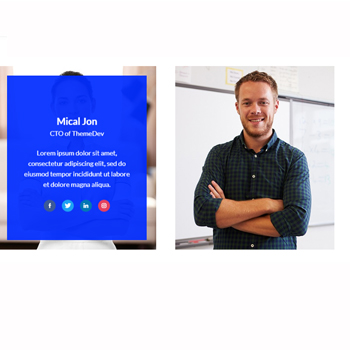 Mical Jon
CTO of ThemeDev
Lorem ipsum dolor sit amet,
consectetur adipiscing elit, sed do
eiusmod tempor incididunt ut labore
et dolore magna aliqua.